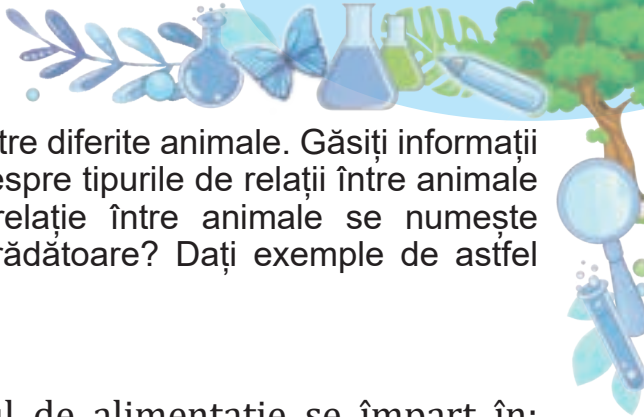 tre diferite animale. Găsiți informații
espre tipurile de relații între animale
relație între animale se numește
rădătoare? Dați exemple de astfel
ul de alimentație se împart în: